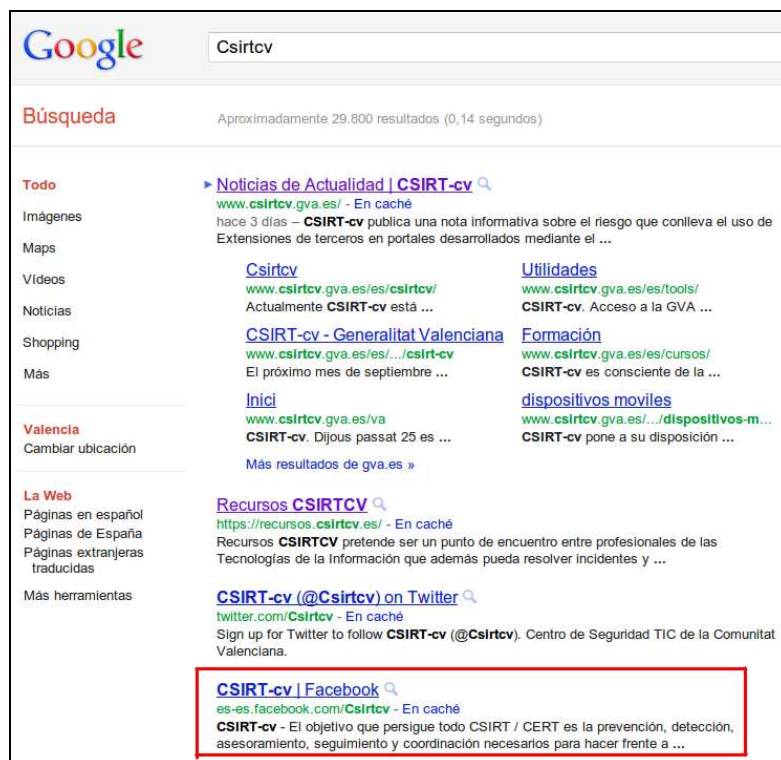 Google
Csirtcv
Búsqueda
Aproximadamente 29.800 resultados (0,14 segundos)
Todo
Imágenes
Maps
Vídeos
Noticias
Shopping
Más
Valencia
Cambiar ubicación
La Web
Páginas en español
Páginas de España
Páginas extranjeras
traducidas
Más herramientas
Noticias de Actualidad | CSIRT-cv
www.csirtcv.gva.es/ - En caché
hace 3 días – CSIRT-cv publica una nota informativa sobre el riesgo que conlleva el uso de
Extensiones de terceros en portales desarrollados mediante el ...
Csirtcv
www.csirtcv.gva.es/es/csirtcv/
Actualmente CSIRT-cv está ...
Utilidades
www.csirtcv.gva.es/es/tools/
CSIRT-cv. Acceso a la GVA ...
CSIRT-cv - Generalitat Valenciana
www.csirtcv.gva.es/es/.../csirt-cv
El próximo mes de septiembre ...
Formación
www.csirtcv.gva.es/es/cursos/
CSIRT-cv es consciente de la ...
Inici
www.csirtcv.gva.es/va
CSIRT-cv. Dijous passat 25 es ...
dispositivos moviles
www.csirtcv.gva.es/.../dispositivos-m...
CSIRT-cv pone a su disposición ...
Más resultados de gva.es »
Recursos CSIRTCV
https://recursos.csirtcv.es/ - En caché
Recursos CSIRTCV pretende ser un punto de encuentro entre profesionales de las
Tecnologías de la Información que además pueda resolver incidentes y ...
CSIRT-cv (@Csirtcv) on Twitter
twitter.com/Csirtcv - En caché
Sign up for Twitter to follow CSIRT-cv (@Csirtcv). Centro de Seguridad TIC de la Comunitat
Valenciana.
CSIRT-cv | Facebook
es-es.facebook.com/Csirtcv - En caché
CSIRT-cv - El objetivo que persigue todo CSIRT / CERT es la prevención, detección,
asesoramiento, seguimiento y coordinación necesarios para hacer frente a ...